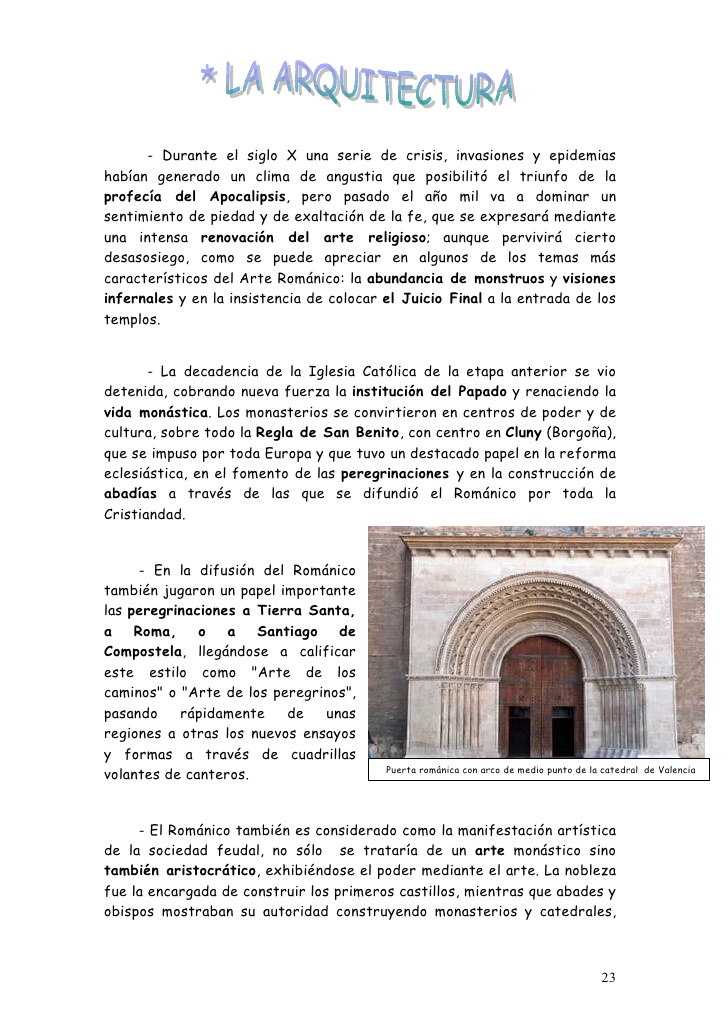 * LA ARQUITECTURA
- Durante el siglo X una serie de crisis, invasiones y epidemias
habían generado un clima de angustia que posibilitó el triunfo de la
profecía del Apocalipsis, pero pasado el año mil va a dominar un
sentimiento de piedad y de exaltación de la fe, que se expresará mediante
una intensa renovación del arte religioso; aunque pervivirá cierto
desasosiego, como se puede apreciar en algunos de los temas más
característicos del Arte Románico: la abundancia de monstruos y visiones
infernales y en la insistencia de colocar el Juicio Final a la entrada de los
templos.
- La decadencia de la Iglesia Católica de la etapa anterior se vio
detenida, cobrando nueva fuerza la institución del Papado y renaciendo la
vida monástica. Los monasterios se convirtieron en centros de poder y de
cultura, sobre todo la Regla de San Benito, con centro en Cluny (Borgoña),
que se impuso por toda Europa y que tuvo un destacado papel en la reforma
eclesiástica, en el fomento de las peregrinaciones y en la construcción de
abadías a través de las que se difundió el Románico por toda la
Cristiandad.
- En la difusión del Románico
también jugaron un papel importante
las peregrinaciones a Tierra Santa,
a Roma, o a Santiago de
Compostela, llegándose a calificar
este estilo como "Arte de los
caminos" o "Arte de los peregrinos",
pasando rápidamente de unas
regiones a otras los nuevos ensayos
y formas a través de cuadrillas
volantes de canteros.
Puerta románica con arco de medio punto de la catedral de Valencia
- El Románico también es considerado como la manifestación artística
de la sociedad feudal, no sólo se trataría de un arte monástico sino
también aristocrático, exhibiéndose el poder mediante el arte. La nobleza
fue la encargada de construir los primeros castillos, mientras que abades y
obispos mostraban su autoridad construyendo monasterios y catedrales,
23